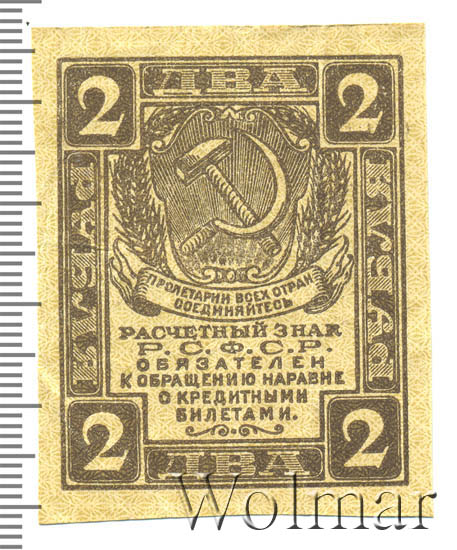 2 ДВА 2
РУБЛЯ
РУБЛЯ
ПРОЛЕТАРИИ ВСЕХ СТРАН
СОЕДИНЯЙТЕСЬ
РАСЧЕТНЫЙ ЗНАК
Р.С.Ф.С.Р.
ОБЯЗАТЕЛЕН
К ОБРАЩЕНИЮ НАРАВНЕ
С КРЕДИТНЫМИ
БИЛЕТАМИ.
2 ДВА 2
Wolmar